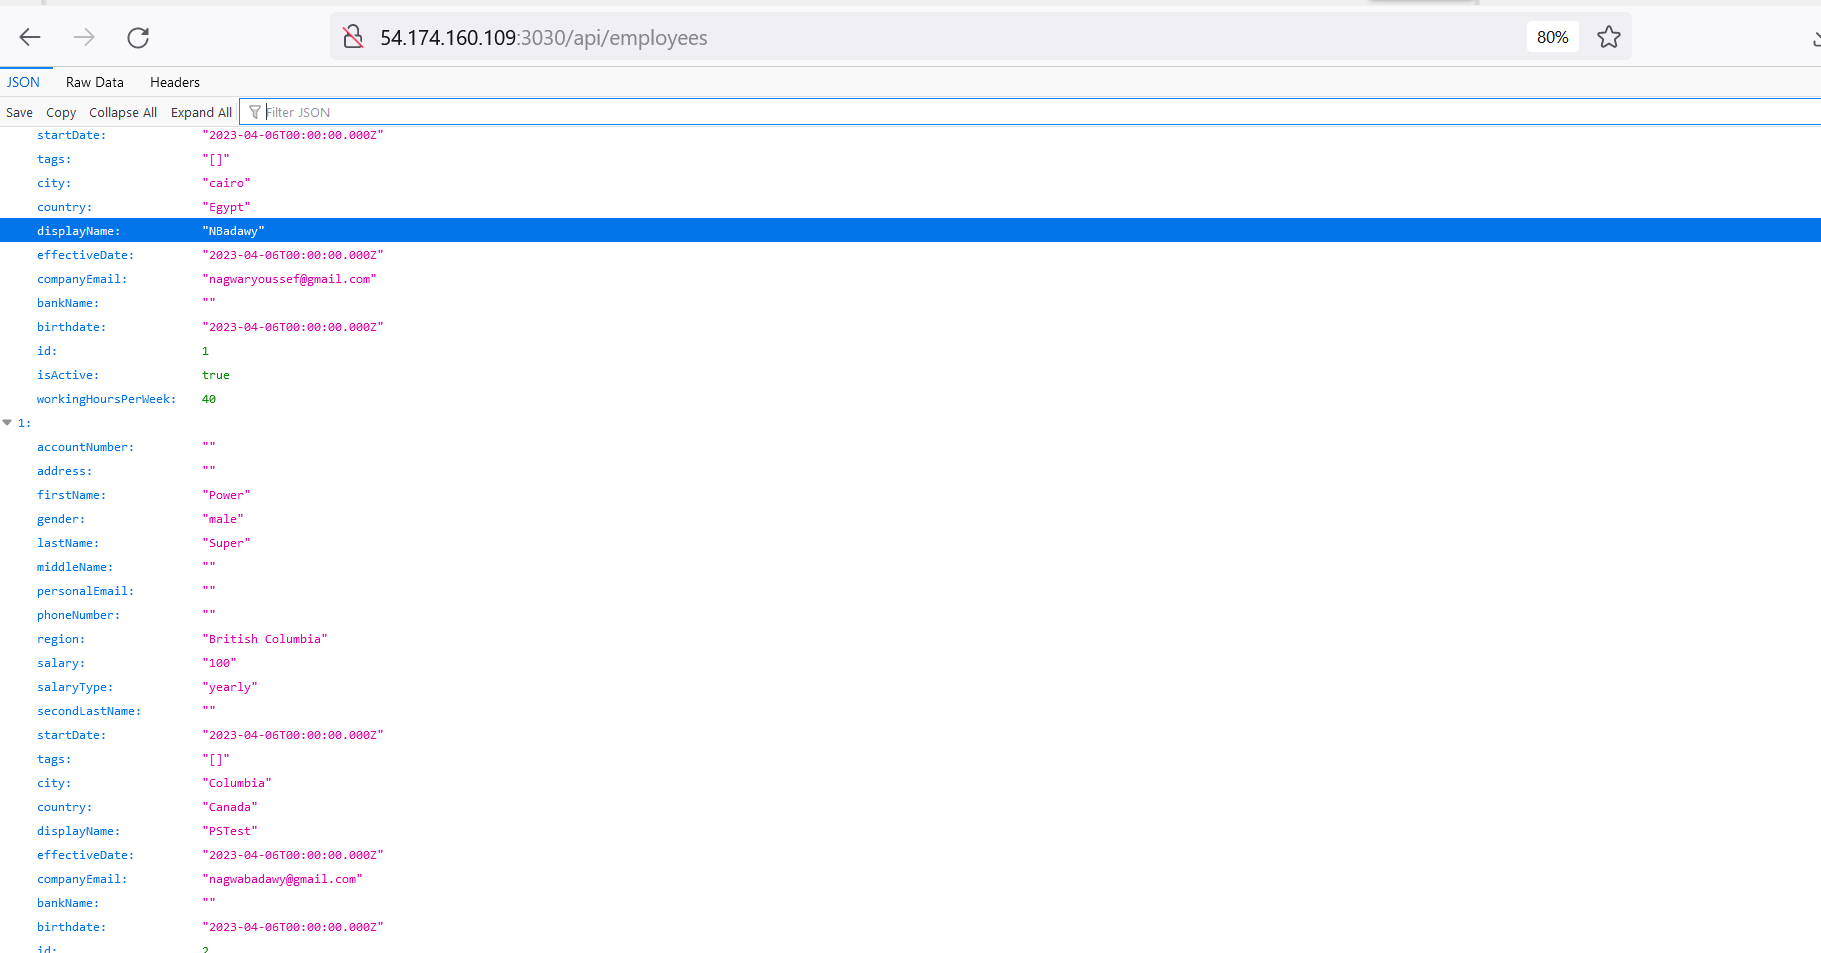 54.174.160.109:3030/api/employees 80%
JSON Raw Data Headers
Save Copy Collapse All Expand All Filter JSON
startDate: "2023-04-06T00:00:00.000Z"
tags: "[]"
city: "cairo"
country: "Egypt"
displayName: "NBadawy"
effectiveDate: "2023-04-06T00:00:00.000Z"
companyEmail: "nagwaryoussef@gmail.com"
bankName: ""
birthdate: "2023-04-06T00:00:00.000Z"
id: 1
isActive: true
workingHoursPerWeek: 40
1:
accountNumber: ""
address: ""
firstName: "Power"
gender: "male"
lastName: "Super"
middleName: ""
personalEmail: ""
phoneNumber: ""
region: "British Columbia"
salary: "100"
salaryType: "yearly"
secondLastName: ""
startDate: "2023-04-06T00:00:00.000Z"
tags: "[]"
city: "Columbia"
country: "Canada"
displayName: "PSTest"
effectiveDate: "2023-04-06T00:00:00.000Z"
companyEmail: "nagwabadawy@gmail.com"
bankName: ""
birthdate: "2023-04-06T00:00:00.000Z"
id: 2